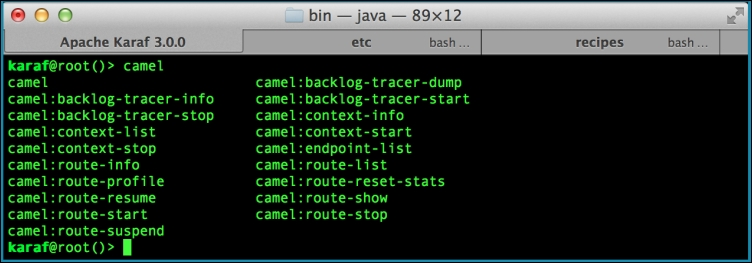 bin — java — 89×12
Apache Karaf 3.0.0 etc bash ... recipes bash ...
karaf@root()> camel
camel camel:backlog-tracer-dump
camel:backlog-tracer-info camel:backlog-tracer-start
camel:backlog-tracer-stop camel:context-info
camel:context-list camel:context-start
camel:context-stop camel:endpoint-list
camel:route-info camel:route-list
camel:route-profile camel:route-reset-stats
camel:route-resume camel:route-show
camel:route-start camel:route-stop
camel:route-suspend
karaf@root()>